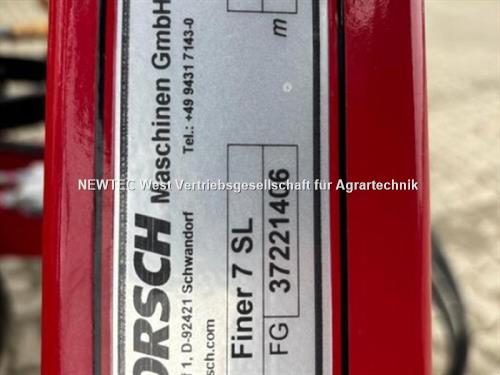 ORSCH
Maschinen GmbH
f 1, D-92421 Schwandorf
Tel.: +49 9431 7143-0
sch.com
Finer 7 SL
FG 37221406
m
NEWTEC West Vertriebsgesellschaft für Agrartechnik